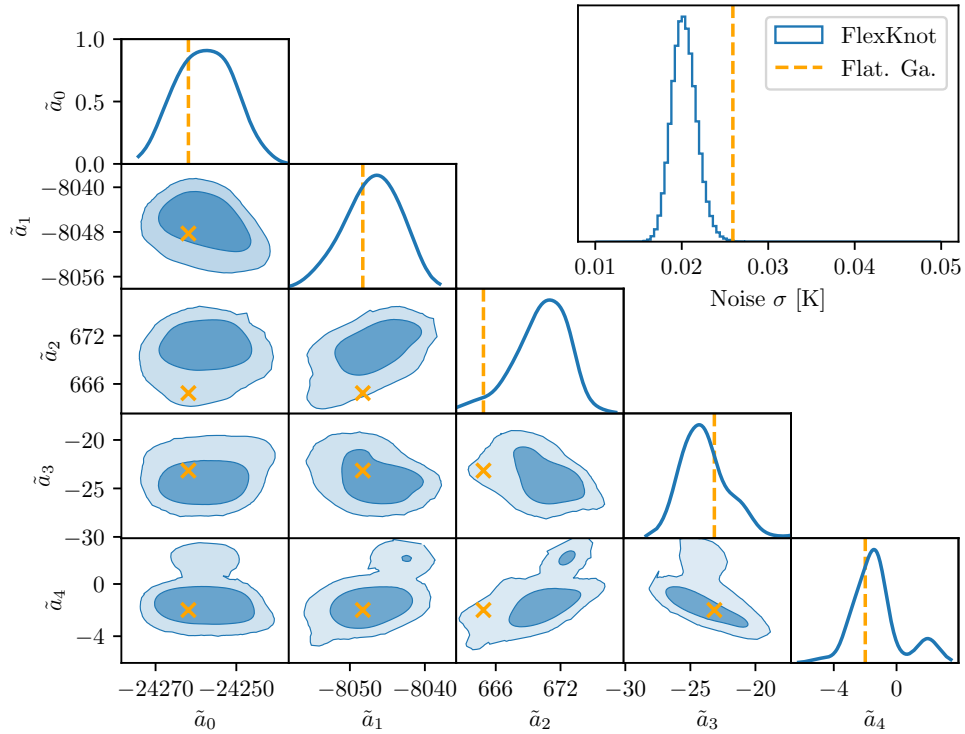 1.0
0.5
0.0
ã₀
FlexKnot
Flat. Ga.
0.01 0.02 0.03 0.04 0.05
Noise σ [K]
−8040
−8048
−8056
ã₁
672
666
ã₂
−20
−25
−30
ã₃
0
−4
ã₄
−24270 −24250 −8050 −8040 666 672 −30 −25 −20 −4 0
ã₀ ã₁ ã₂ ã₃ ã₄